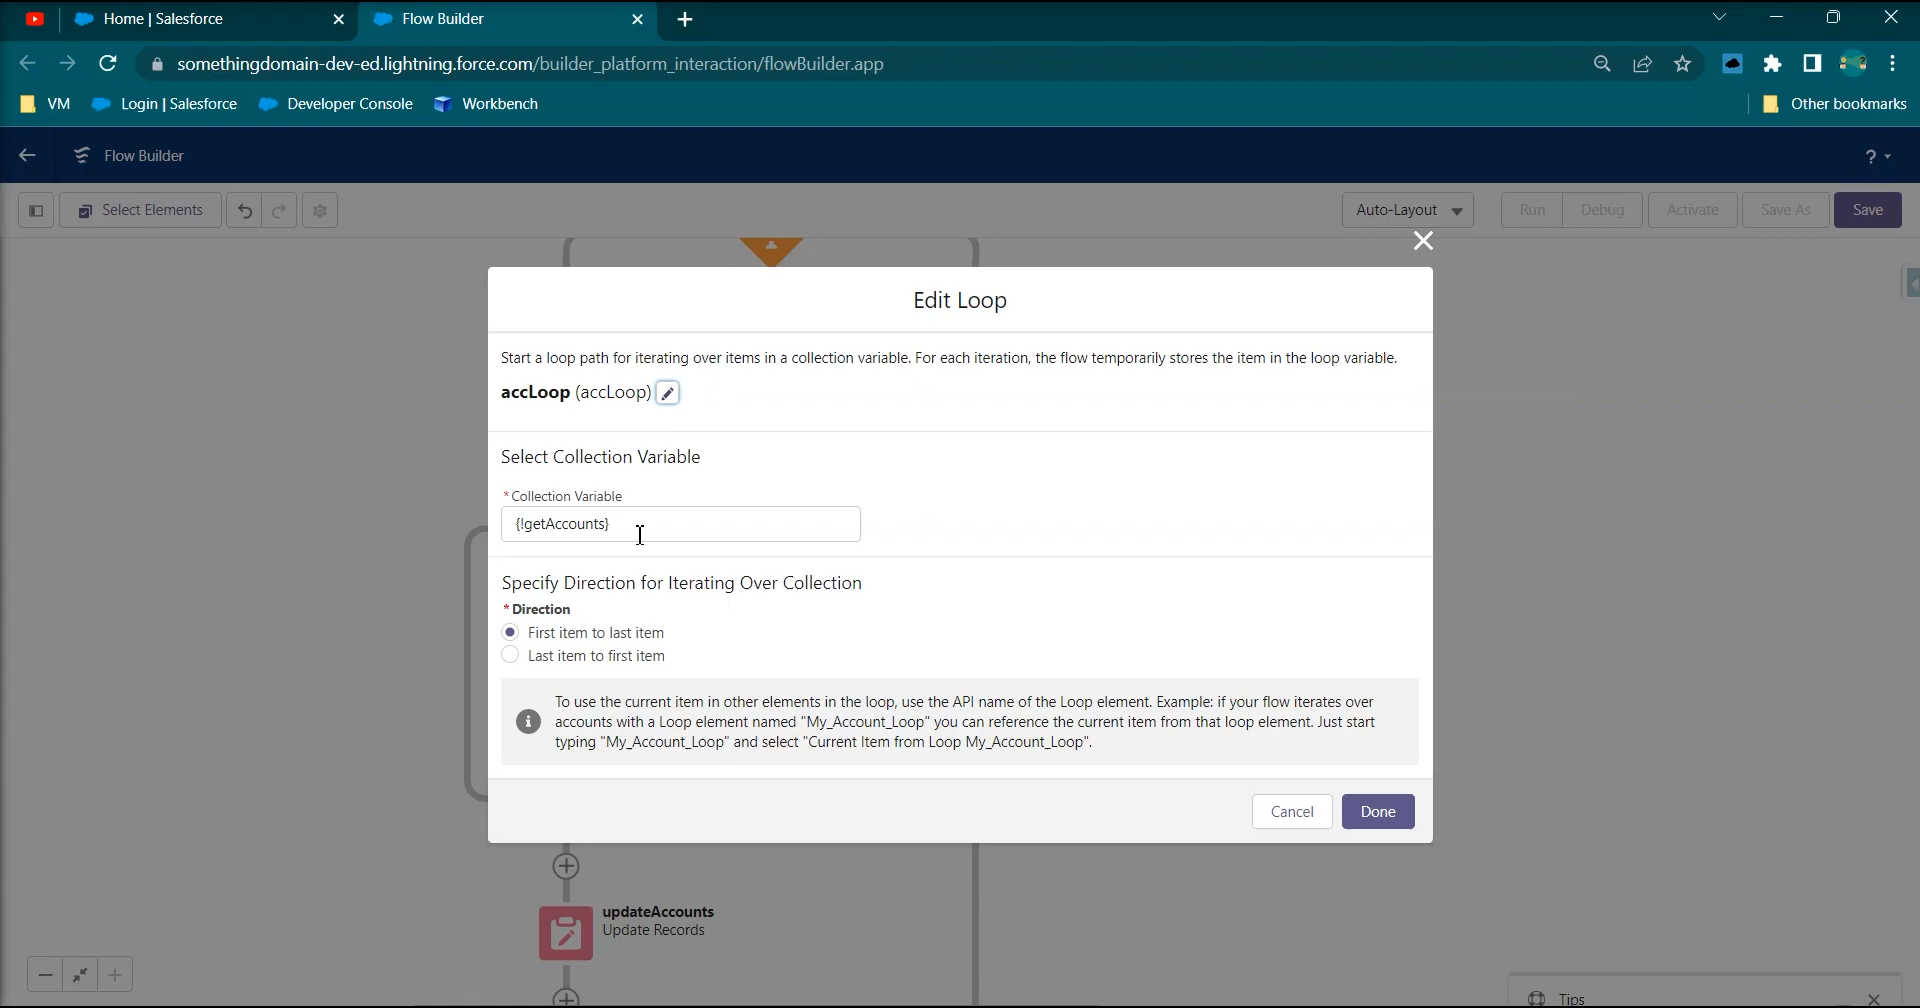 Home | Salesforce
Flow Builder
somethingdomain-dev-ed.lightning.force.com/builder_platform_interaction/flowBuilder.app
VM
Login | Salesforce
Developer Console
Workbench
Other bookmarks
Flow Builder
?
Select Elements
Auto-Layout
Run
Debug
Activate
Save As
Save
Edit Loop
Start a loop path for iterating over items in a collection variable. For each iteration, the flow temporarily stores the item in the loop variable.
accLoop (accLoop)
Select Collection Variable
* Collection Variable
{!getAccounts}
Specify Direction for Iterating Over Collection
* Direction
First item to last item
Last item to first item
To use the current item in other elements in the loop, use the API name of the Loop element. Example: if your flow iterates over
accounts with a Loop element named "My_Account_Loop" you can reference the current item from that loop element. Just start
typing "My_Account_Loop" and select "Current Item from Loop My_Account_Loop".
Cancel
Done
updateAccounts
Update Records
Tips